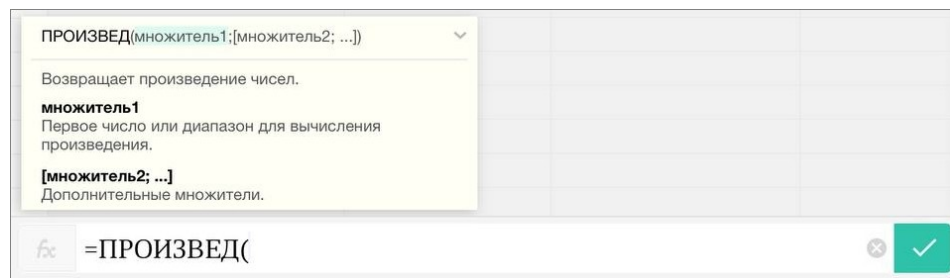 ПРОИЗВЕД(множитель1;[множитель2; ...])
Возвращает произведение чисел.
множитель1
Первое число или диапазон для вычисления
произведения.
[множитель2; ...]
Дополнительные множители.
fx =ПРОИЗВЕД(